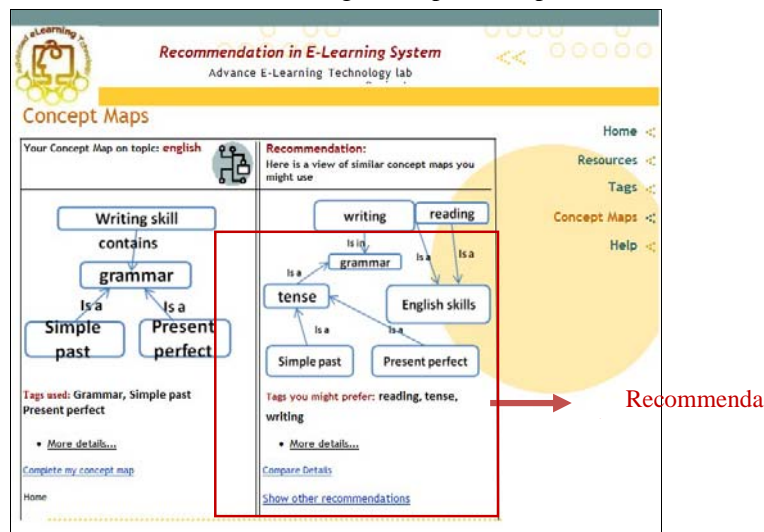 Advanced eLearning Technology
Recommendation in E-Learning System
Advance E-Learning Technology lab
<<
Concept Maps
Home
Resources
Tags
Concept Maps
Help
Your Concept Map on topic: english
Writing skill
contains
grammar
Is a
Is a
Simple past
Present perfect
Tags used: Grammar, Simple past
Present perfect
• More details...
Complete my concept map
Home
Recommendation:
Here is a view of similar concept maps you
might use
writing
reading
Is in
grammar
Is a
Is a
Is a
tense
English skills
Is a
Is a
Simple past
Present perfect
Tags you might prefer: reading, tense,
writing
• More details...
Compare Details
Show other recommendations
Recommenda